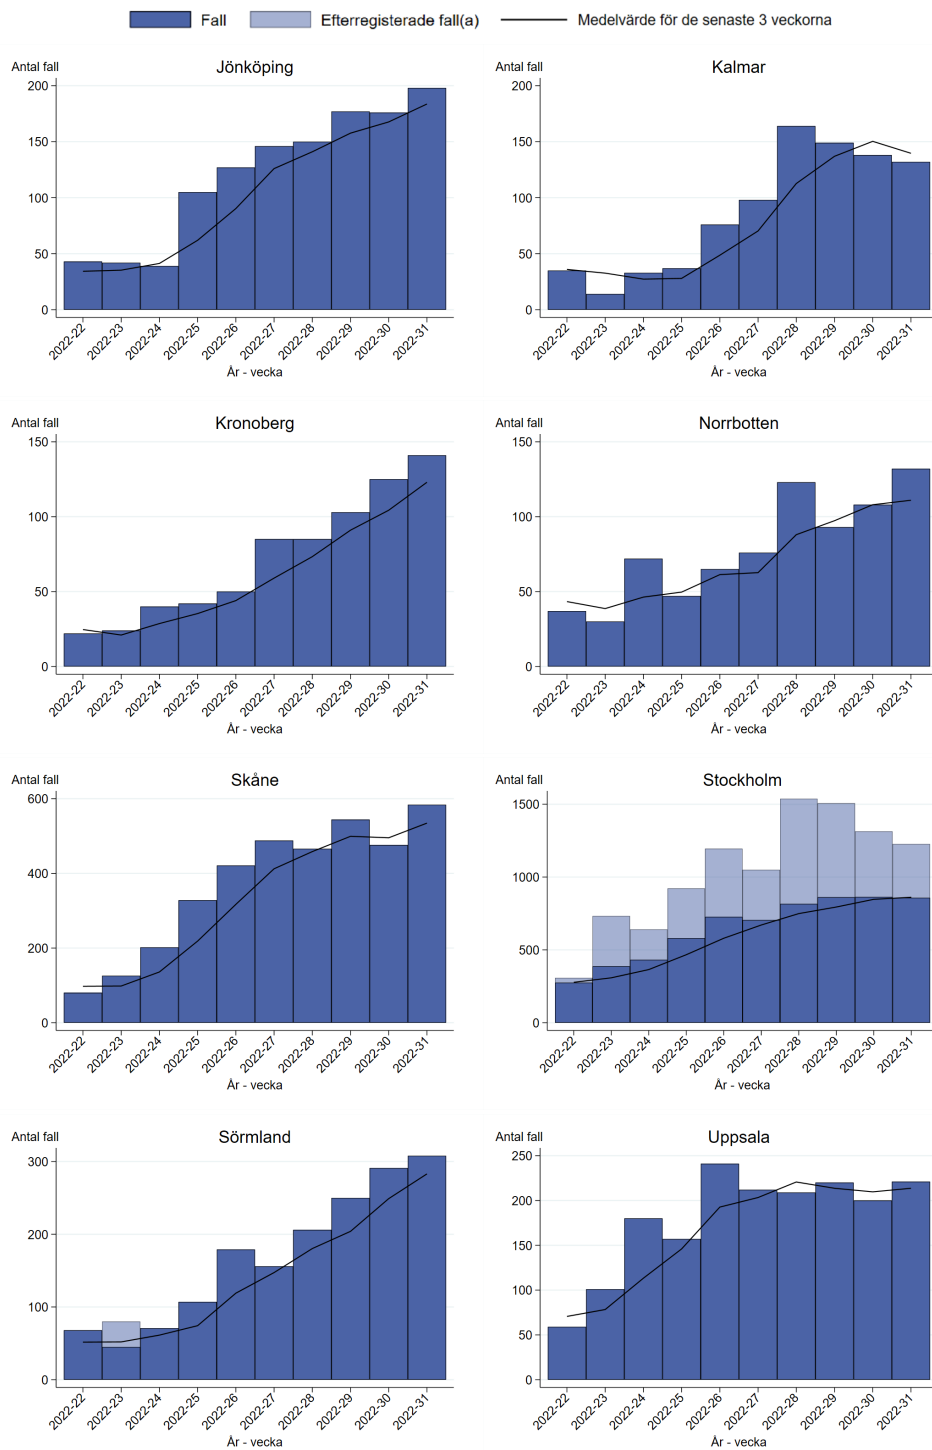 Fall Efterregisterade fall(a) Medelvärde för de senaste 3 veckorna
Antal fall
Jönköping
200
150
100
50
0
2022-22 2022-23 2022-24 2022-25 2022-26 2022-27 2022-28 2022-29 2022-30 2022-31
År - vecka
Antal fall
Kalmar
200
150
100
50
0
2022-22 2022-23 2022-24 2022-25 2022-26 2022-27 2022-28 2022-29 2022-30 2022-31
År - vecka
Antal fall
Kronoberg
150
100
50
0
2022-22 2022-23 2022-24 2022-25 2022-26 2022-27 2022-28 2022-29 2022-30 2022-31
År - vecka
Antal fall
Norrbotten
150
100
50
0
2022-22 2022-23 2022-24 2022-25 2022-26 2022-27 2022-28 2022-29 2022-30 2022-31
År - vecka
Antal fall
Skåne
600
400
200
0
2022-22 2022-23 2022-24 2022-25 2022-26 2022-27 2022-28 2022-29 2022-30 2022-31
År - vecka
Antal fall
Stockholm
1500
1000
500
0
2022-22 2022-23 2022-24 2022-25 2022-26 2022-27 2022-28 2022-29 2022-30 2022-31
År - vecka
Antal fall
Sörmland
300
200
100
0
2022-22 2022-23 2022-24 2022-25 2022-26 2022-27 2022-28 2022-29 2022-30 2022-31
År - vecka
Antal fall
Uppsala
250
200
150
100
50
0
2022-22 2022-23 2022-24 2022-25 2022-26 2022-27 2022-28 2022-29 2022-30 2022-31
År - vecka